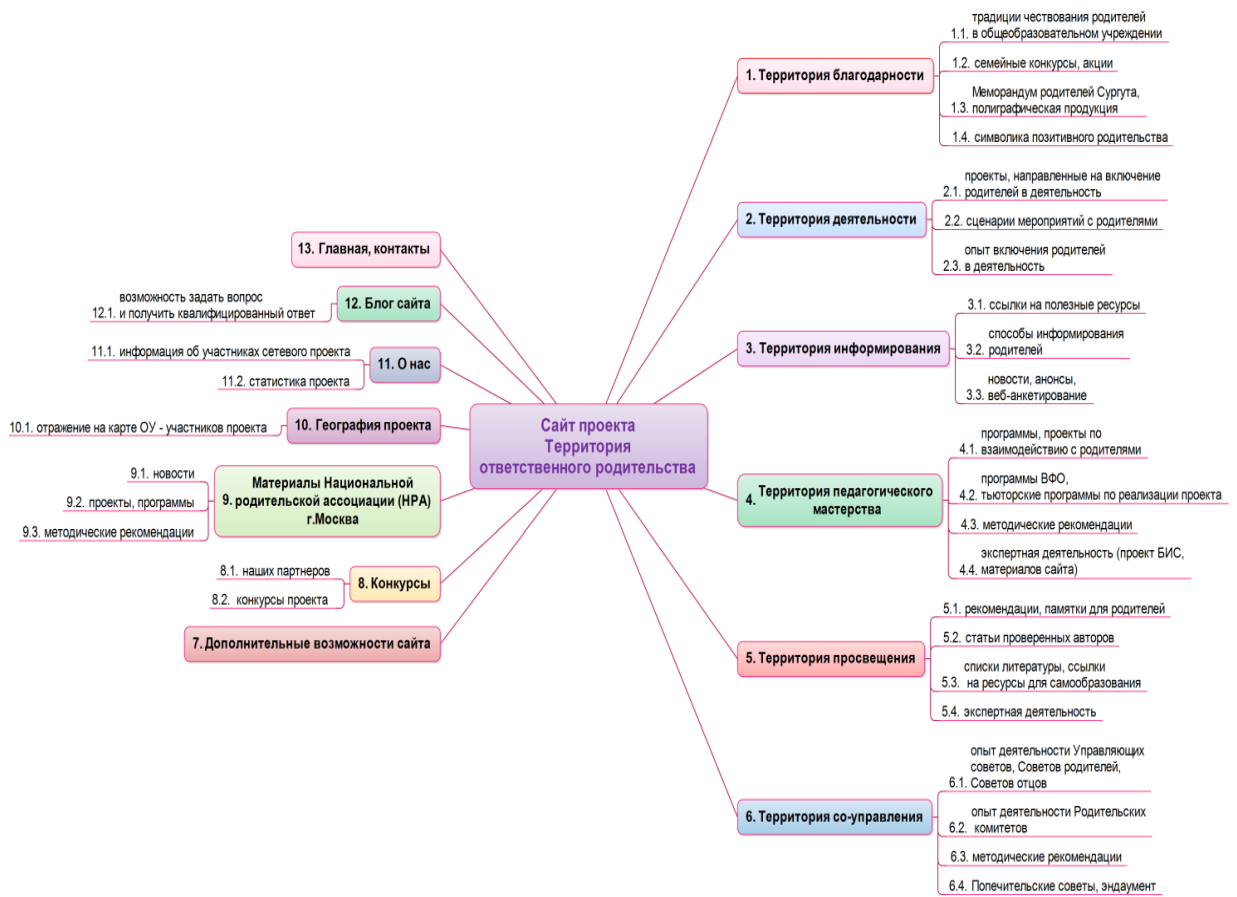 Сайт проекта
Территория
ответственного родительства
1. Территория благодарности
традиции чествования родителей
1.1. в общеобразовательном учреждении
1.2. семейные конкурсы, акции
Меморандум родителей Сургута,
1.3. полиграфическая продукция
1.4. символика позитивного родительства
2. Территория деятельности
проекты, направленные на включение
2.1. родителей в деятельность
2.2. сценарии мероприятий с родителями
опыт включения родителей
2.3. в деятельность
3. Территория информирования
3.1. ссылки на полезные ресурсы
способы информирования
3.2. родителей
новости, анонсы,
3.3. веб-анкетирование
4. Территория педагогического
мастерства
программы, проекты по
4.1. взаимодействию с родителями
программы ВФО,
4.2. тьюторские программы по реализации проекта
4.3. методические рекомендации
экспертная деятельность (проект БИС,
4.4. материалов сайта)
5. Территория просвещения
5.1. рекомендации, памятки для родителей
5.2. статьи проверенных авторов
списки литературы, ссылки
5.3. на ресурсы для самообразования
5.4. экспертная деятельность
6. Территория со-управления
опыт деятельности Управляющих
советов, Советов родителей,
6.1. Советов отцов
опыт деятельности Родительских
6.2. комитетов
6.3. методические рекомендации
6.4. Попечительские советы, эндаумент
7. Дополнительные возможности сайта
8. Конкурсы
8.1. наших партнеров
8.2. конкурсы проекта
Материалы Национальной
9. родительской ассоциации (НРА)
г.Москва
9.1. новости
9.2. проекты, программы
9.3. методические рекомендации
10. География проекта
10.1. отражение на карте ОУ - участников проекта
11. О нас
11.1. информация об участниках сетевого проекта
11.2. статистика проекта
12. Блог сайта
возможность задать вопрос
12.1. и получить квалифицированный ответ
13. Главная, контакты